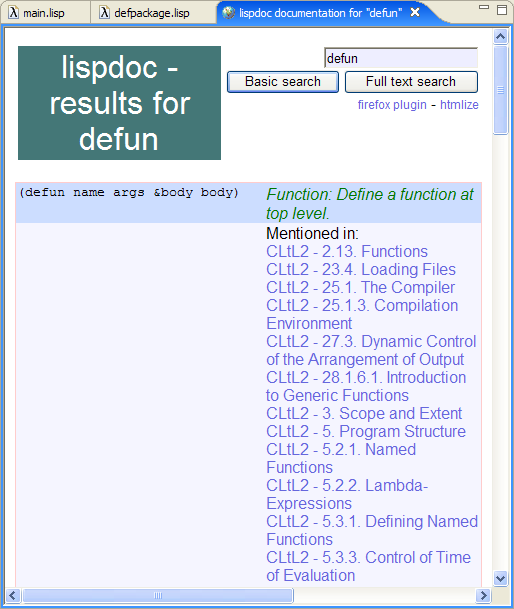 main.lisp
defpackage.lisp
lispdoc documentation for "defun"
lispdoc -
results for
defun
defun
Basic search
Full text search
firefox plugin - htmlize
(defun name args &body body)
Function: Define a function at
top level.
Mentioned in:
CLtL2 - 2.13. Functions
CLtL2 - 23.4. Loading Files
CLtL2 - 25.1. The Compiler
CLtL2 - 25.1.3. Compilation
Environment
CLtL2 - 27.3. Dynamic Control
of the Arrangement of Output
CLtL2 - 28.1.6.1. Introduction
to Generic Functions
CLtL2 - 3. Scope and Extent
CLtL2 - 5. Program Structure
CLtL2 - 5.2.1. Named
Functions
CLtL2 - 5.2.2. Lambda-
Expressions
CLtL2 - 5.3.1. Defining Named
Functions
CLtL2 - 5.3.3. Control of Time
of Evaluation